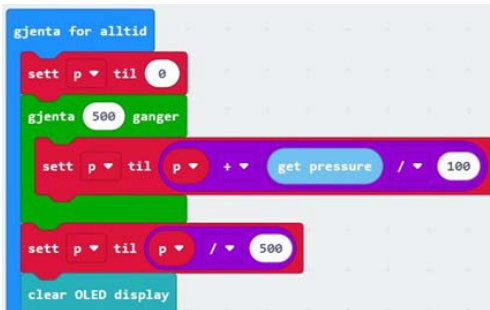 gjenta for alltid
sett p til 0
gjenta 500 ganger
sett p til p + get pressure / 100
sett p til p / 500
clear OLED display